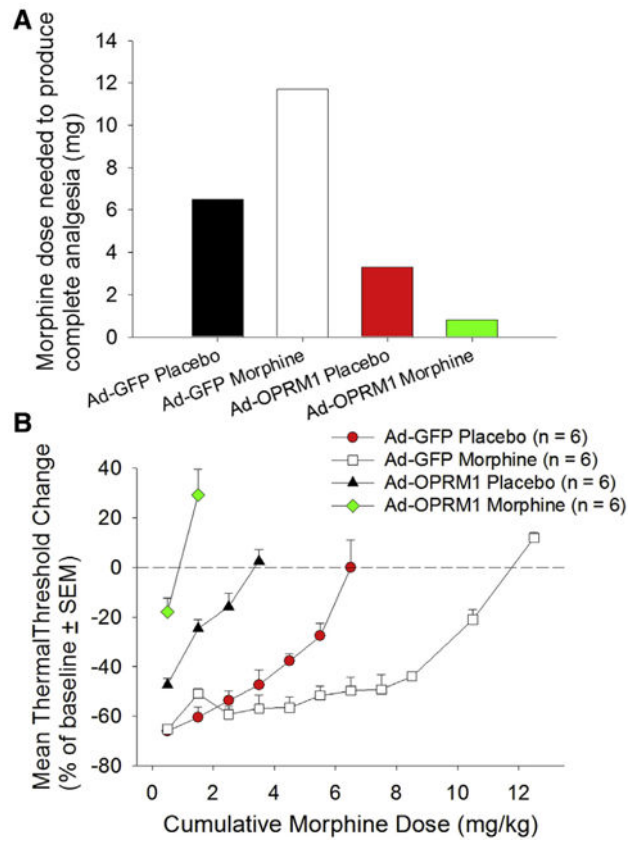 A
Morphine dose needed to produce
complete analgesia (mg)
14
12
10
8
6
4
2
0
Ad-GFP Placebo
Ad-GFP Morphine
Ad-OPRM1 Placebo
Ad-OPRM1 Morphine
B
Ad-GFP Placebo (n = 6)
Ad-GFP Morphine (n = 6)
Ad-OPRM1 Placebo (n = 6)
Ad-OPRM1 Morphine (n = 6)
Mean ThermalThreshold Change
(% of baseline ± SEM)
40
20
0
-20
-40
-60
-80
0 2 4 6 8 10 12
Cumulative Morphine Dose (mg/kg)